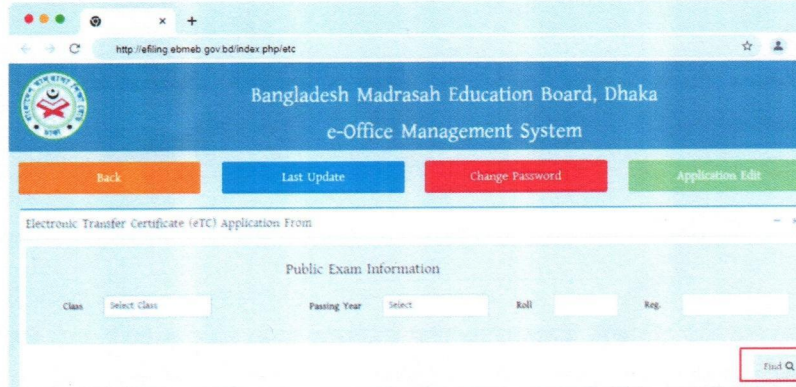 http://efiling.ebmeb.gov.bd/index.php/etc
Bangladesh Madrasah Education Board, Dhaka
e-Office Management System
Back
Last Update
Change Password
Application Edit
Electronic Transfer Certificate (eTC) Application From
Public Exam Information
Class
Select Class
Passing Year
Select
Roll
Reg.
Find